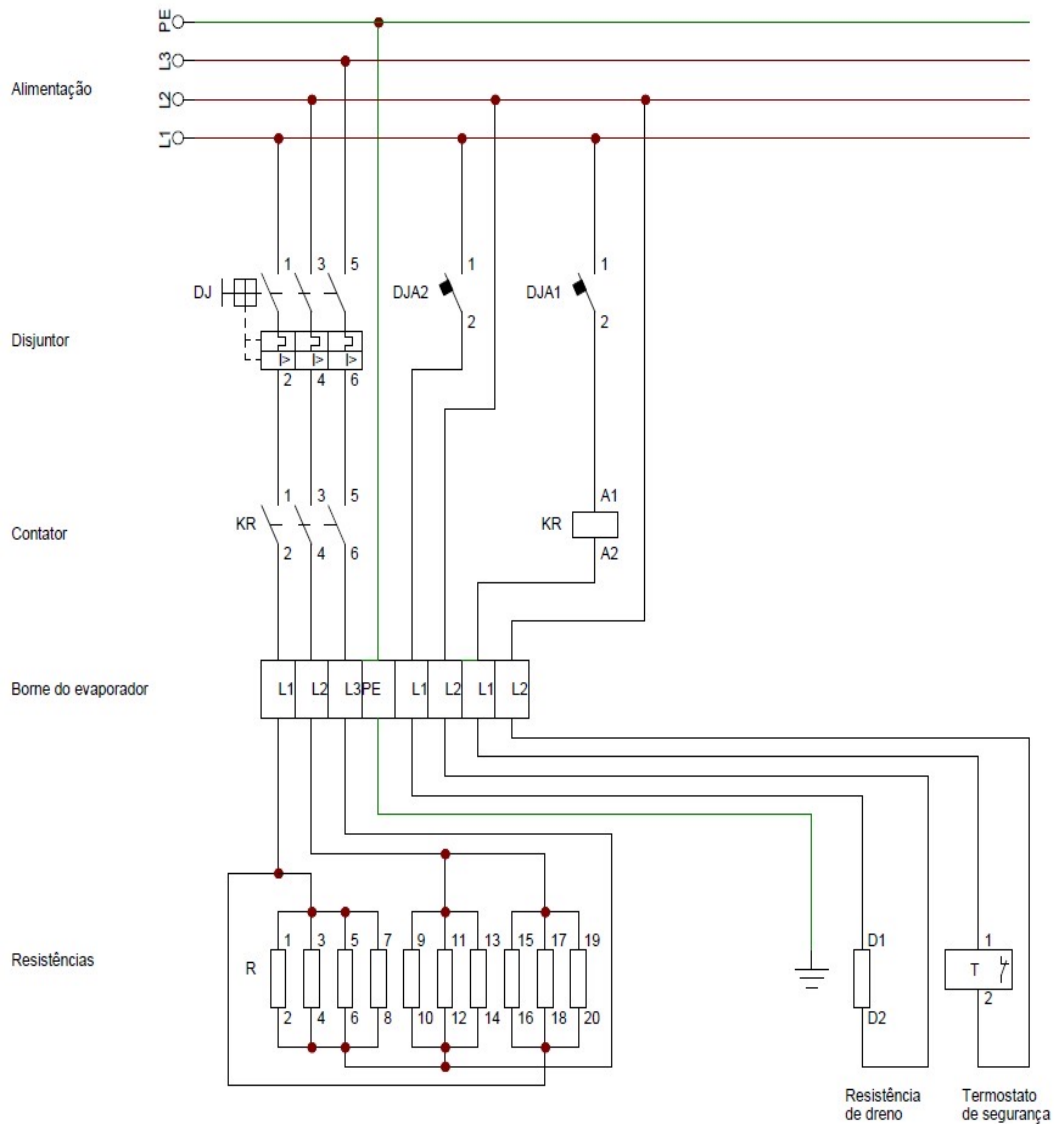 PE
L3
Alimentação
L2
L1
1 3 5 1 1
DJ DJA2 DJA1
2 2
Disjuntor
I> I> I>
2 4 6
1 3 5 A1
KR KR
Contator
2 4 6 A2
Borne do evaporador
L1 L2 L3 PE L1 L2 L1 L2
1 3 5 7 9 11 13 15 17 19 D1 1
Resistências
R T
2 4 6 8 10 12 14 16 18 20 D2 2
Resistência
de dreno
Termostato
de segurança